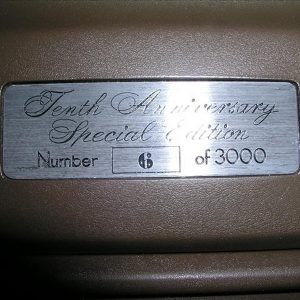 Tenth Anniversary
Special Edition
Number 6 of 3000